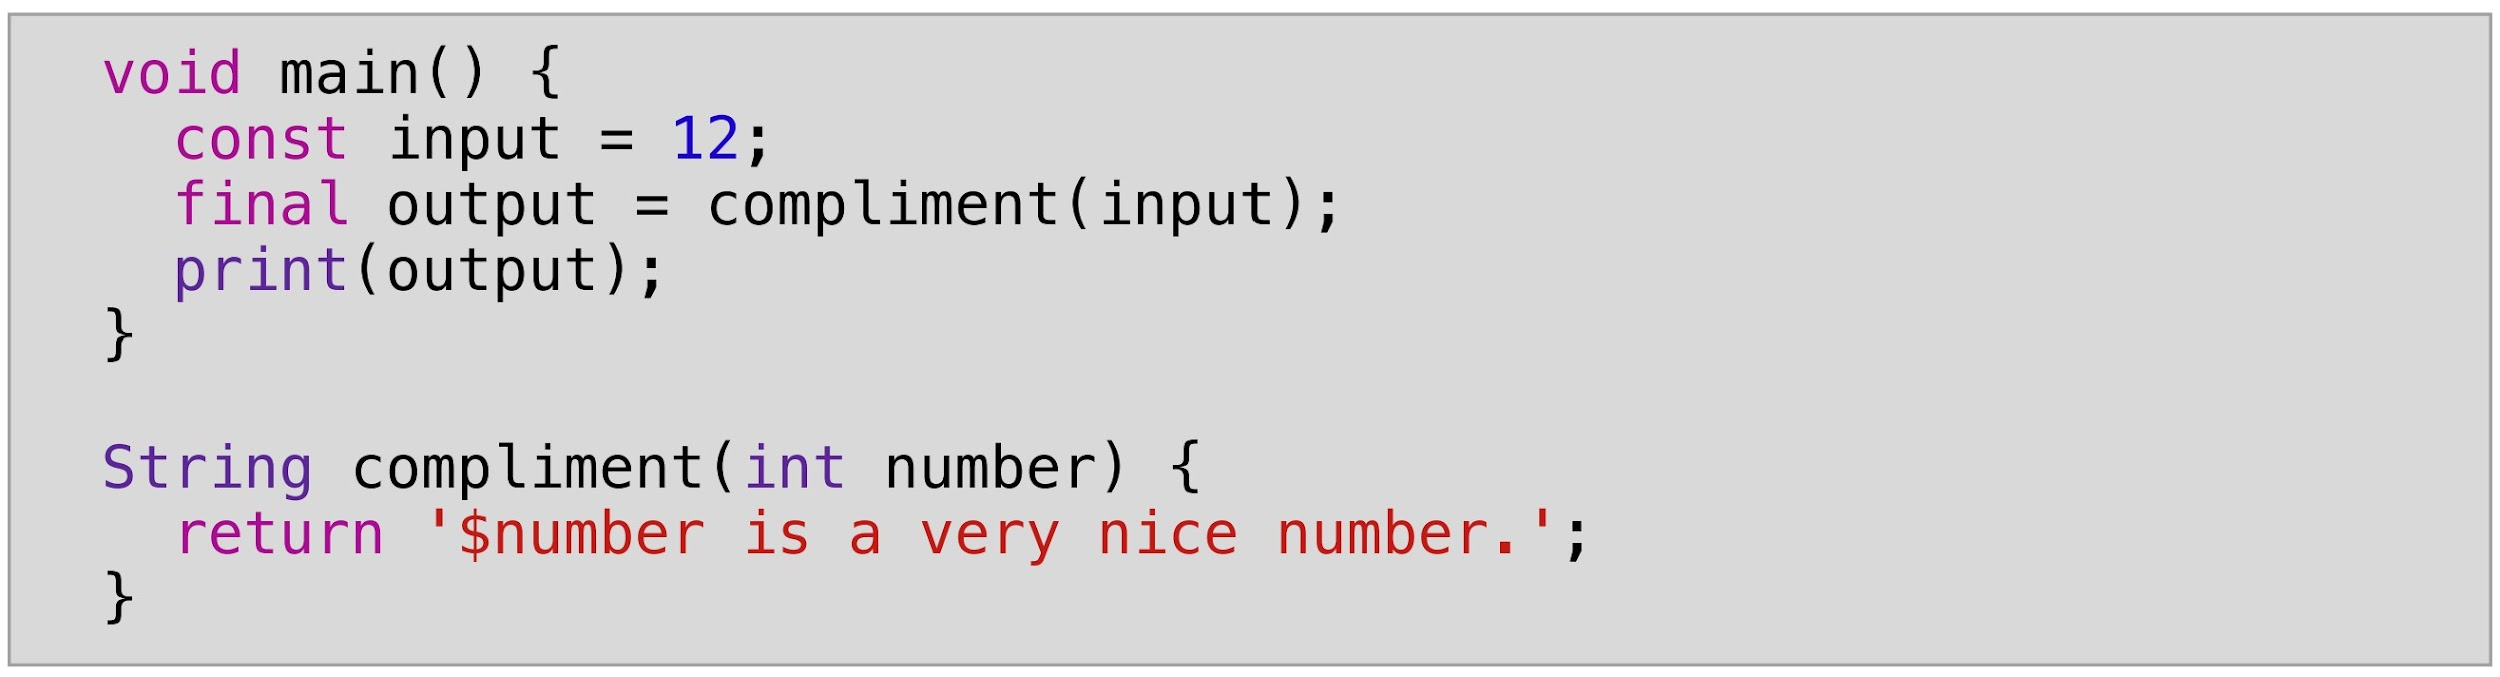 void main() {
  const input = 12;
  final output = compliment(input);
  print(output);
}
String compliment(int number) {
  return '$number is a very nice number.';
}